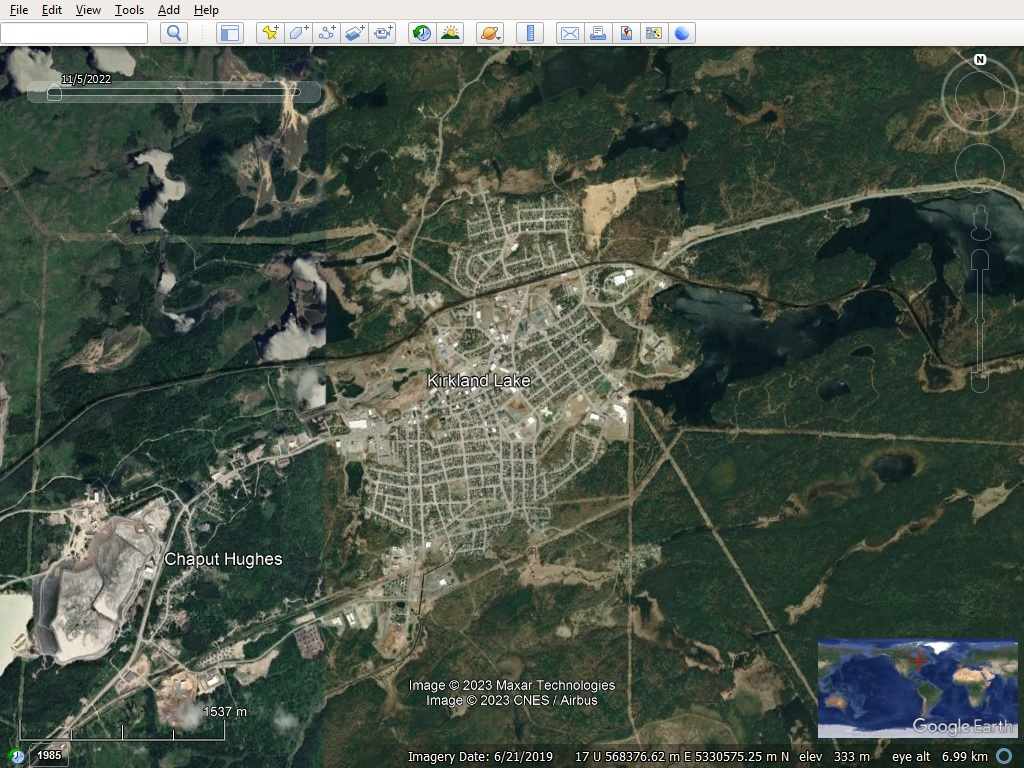 File Edit View Tools Add Help
11/5/2022
N
Kirkland Lake
Chaput Hughes
Image © 2023 Maxar Technologies
Image © 2023 CNES / Airbus
1537 m
Google Earth
1985
Imagery Date: 6/21/2019 17 U 568376.62 m E 5330575.25 m N elev 333 m eye alt 6.99 km